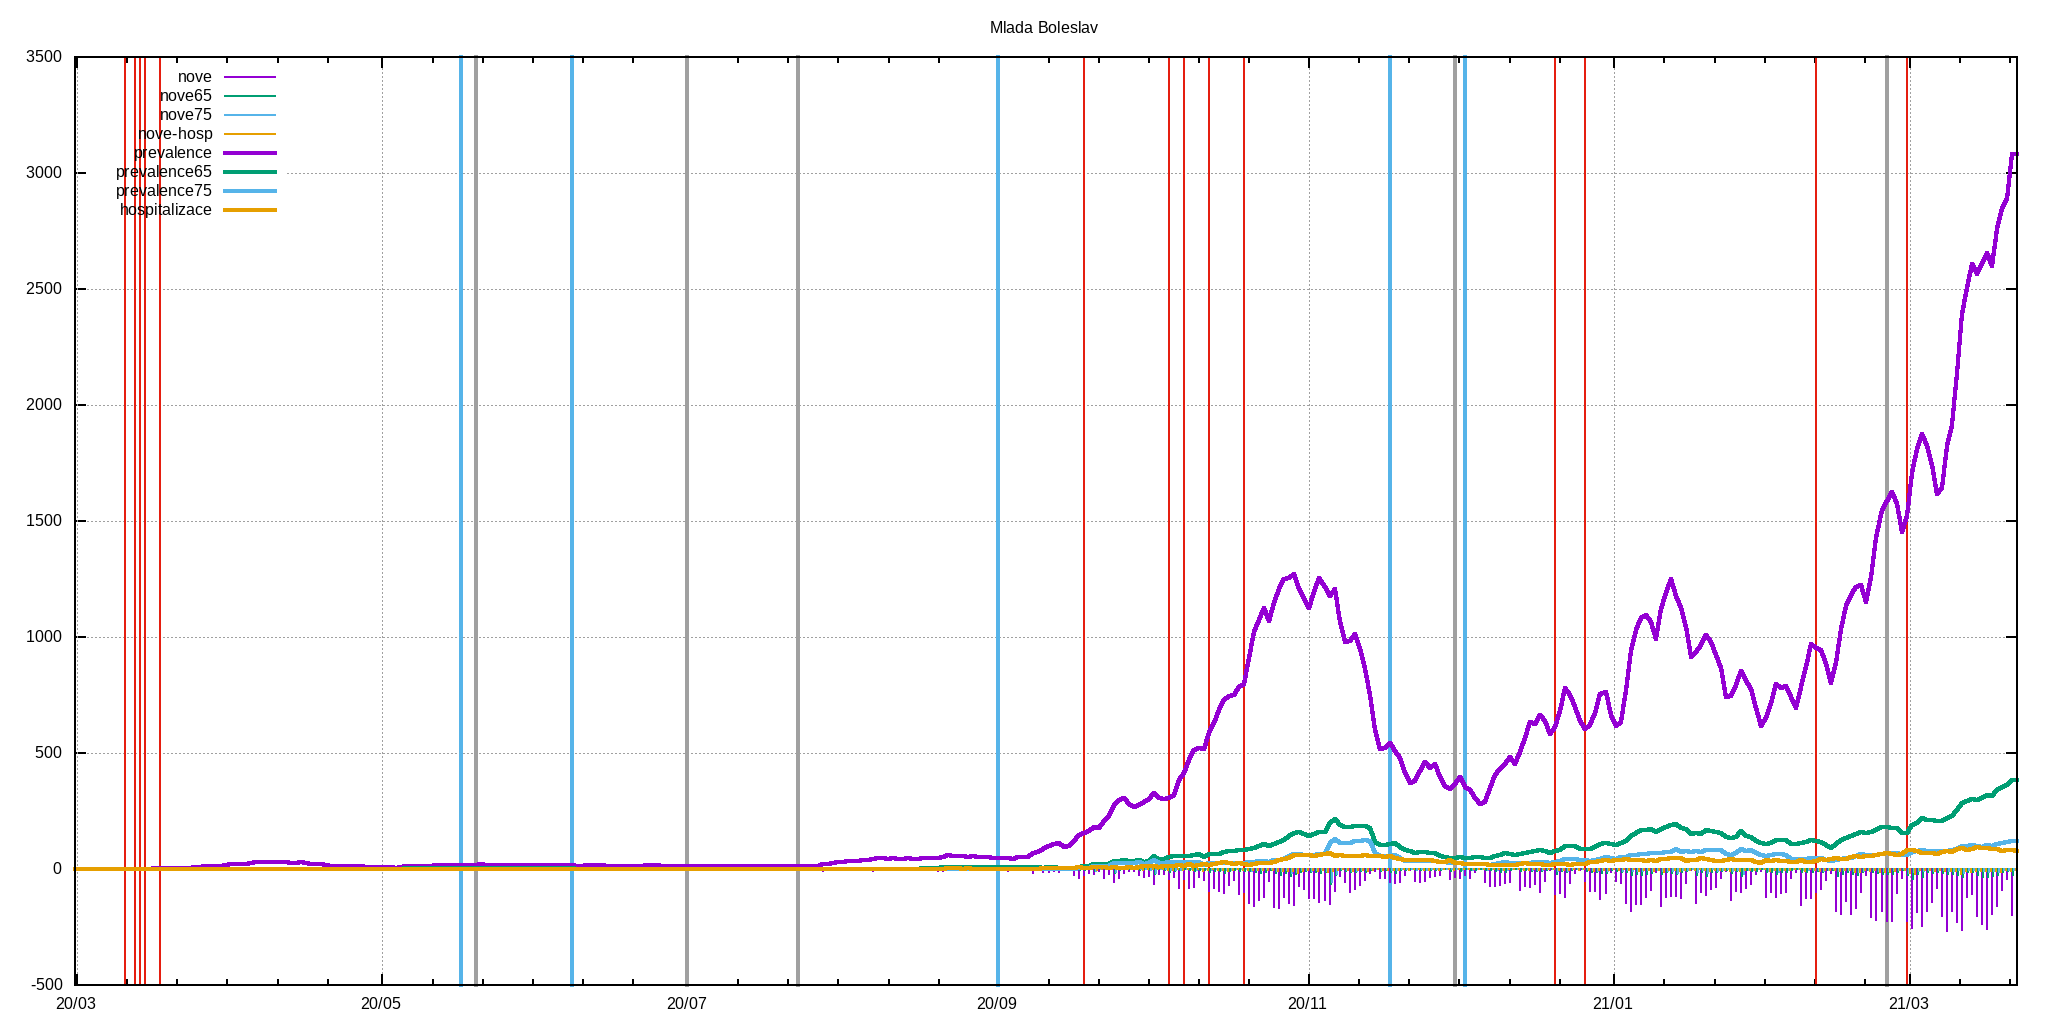 Mlada Boleslav
3500
3000
2500
2000
1500
1000
500
0
-500
nove
nove65
nove75
nove-hosp
prevalence
prevalence65
prevalence75
hospitalizace
20/03 20/05 20/07 20/09 20/11 21/01 21/03